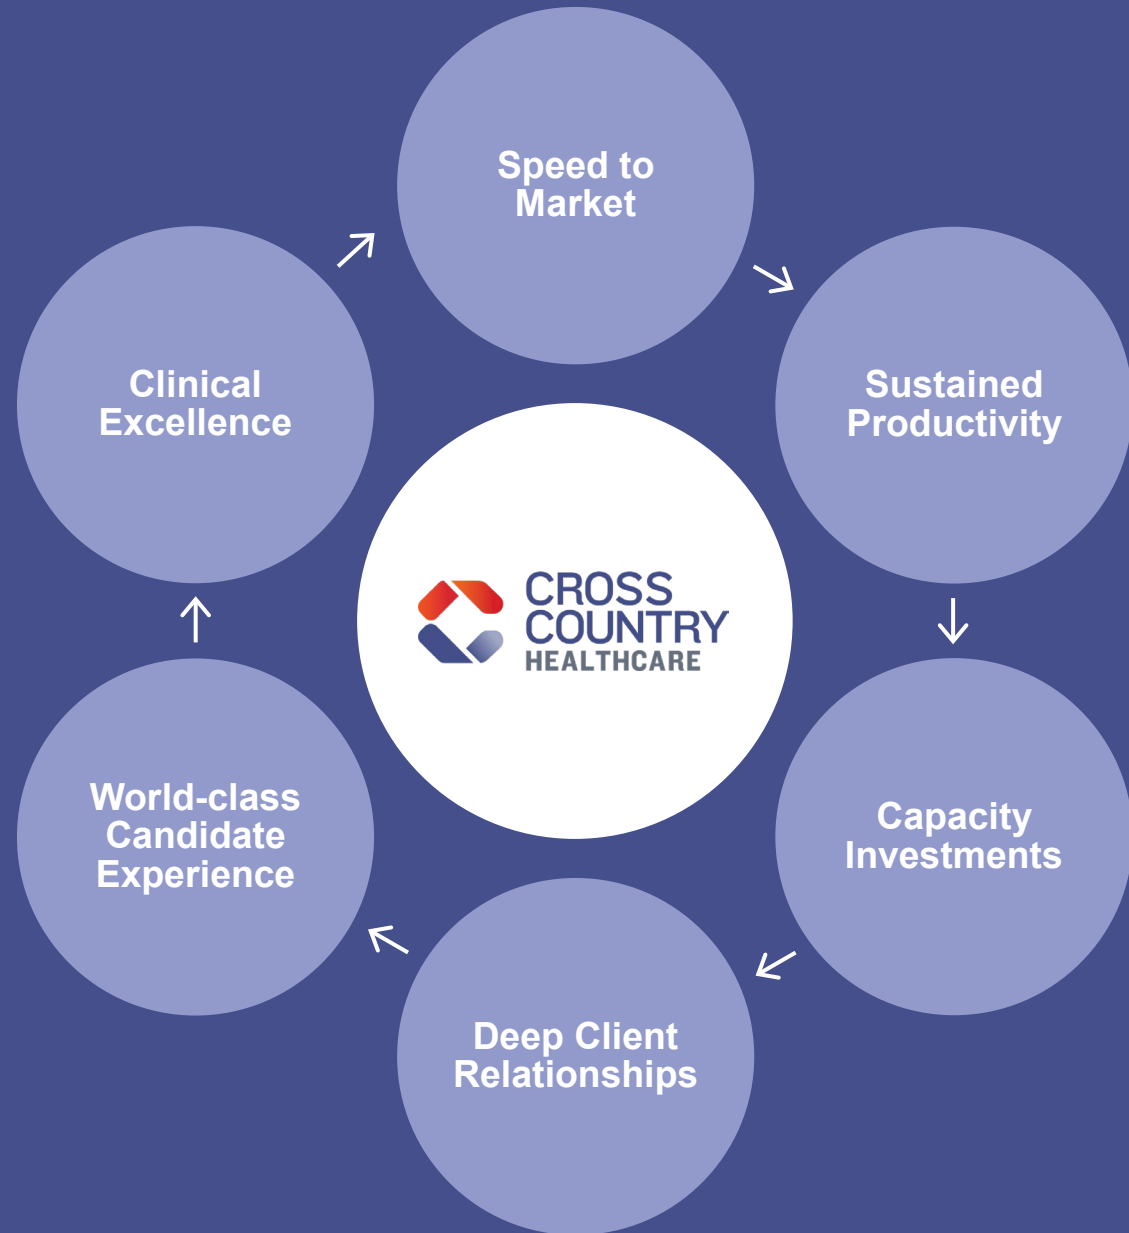 Speed to
Market
Sustained
Productivity
Capacity
Investments
Deep Client
Relationships
World-class
Candidate
Experience
Clinical
Excellence
CROSS
COUNTRY
HEALTHCARE